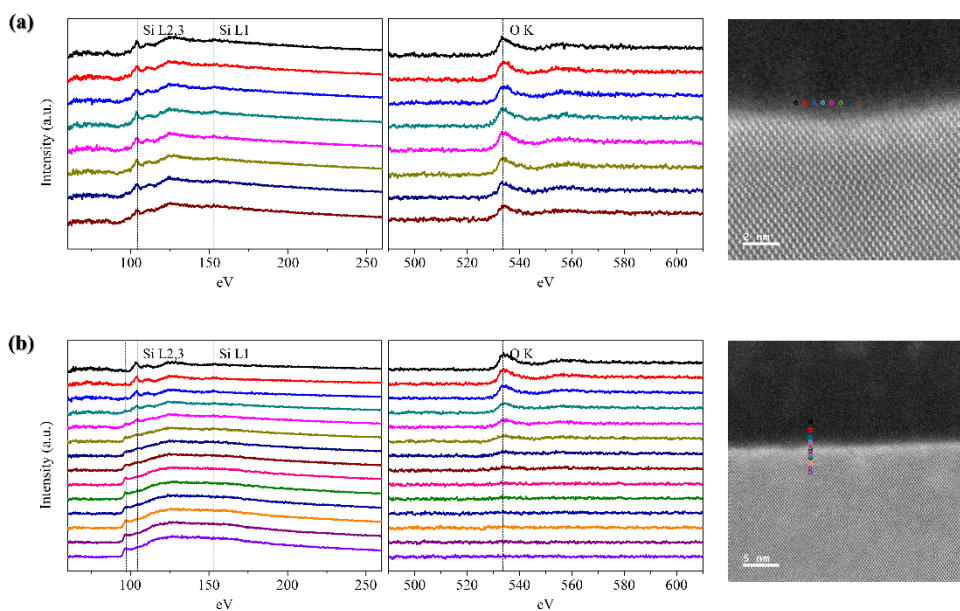 (a)
Si L2,3
Si L1
O K
Intensity (a.u.)
100
150
200
250
500
520
540
560
580
600
eV
eV
2 nm
(b)
Si L2,3
Si L1
O K
Intensity (a.u.)
100
150
200
250
500
520
540
560
580
600
eV
eV
5 nm